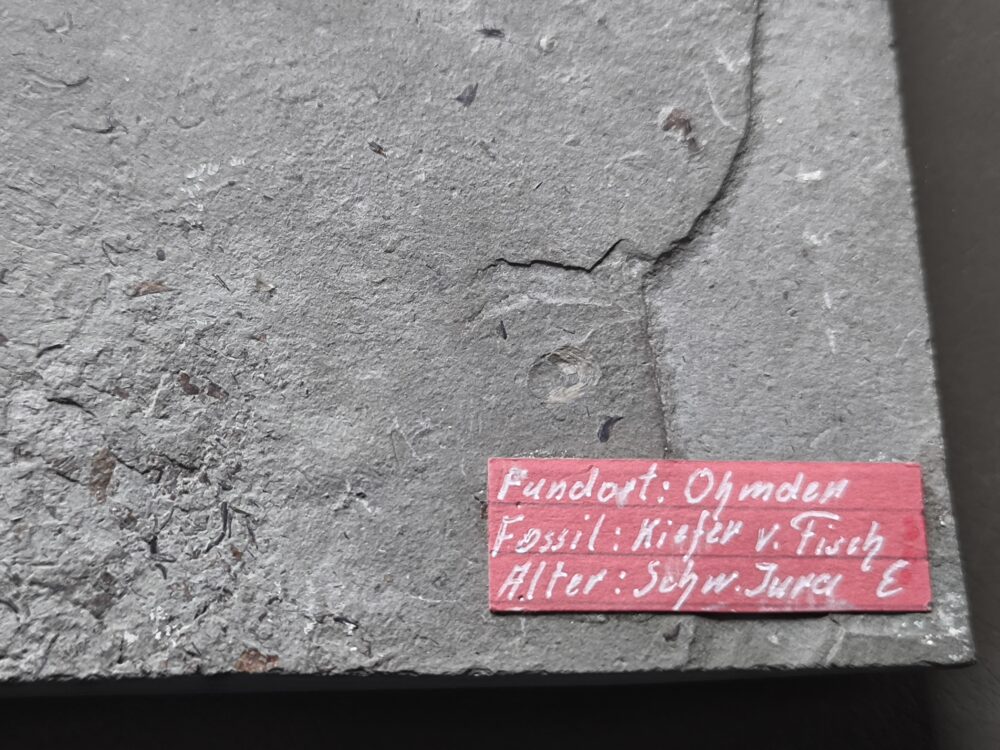 Fundort: Ohmden
Fossil: Kiefer v. Fisch
Alter: Schw. Jura E